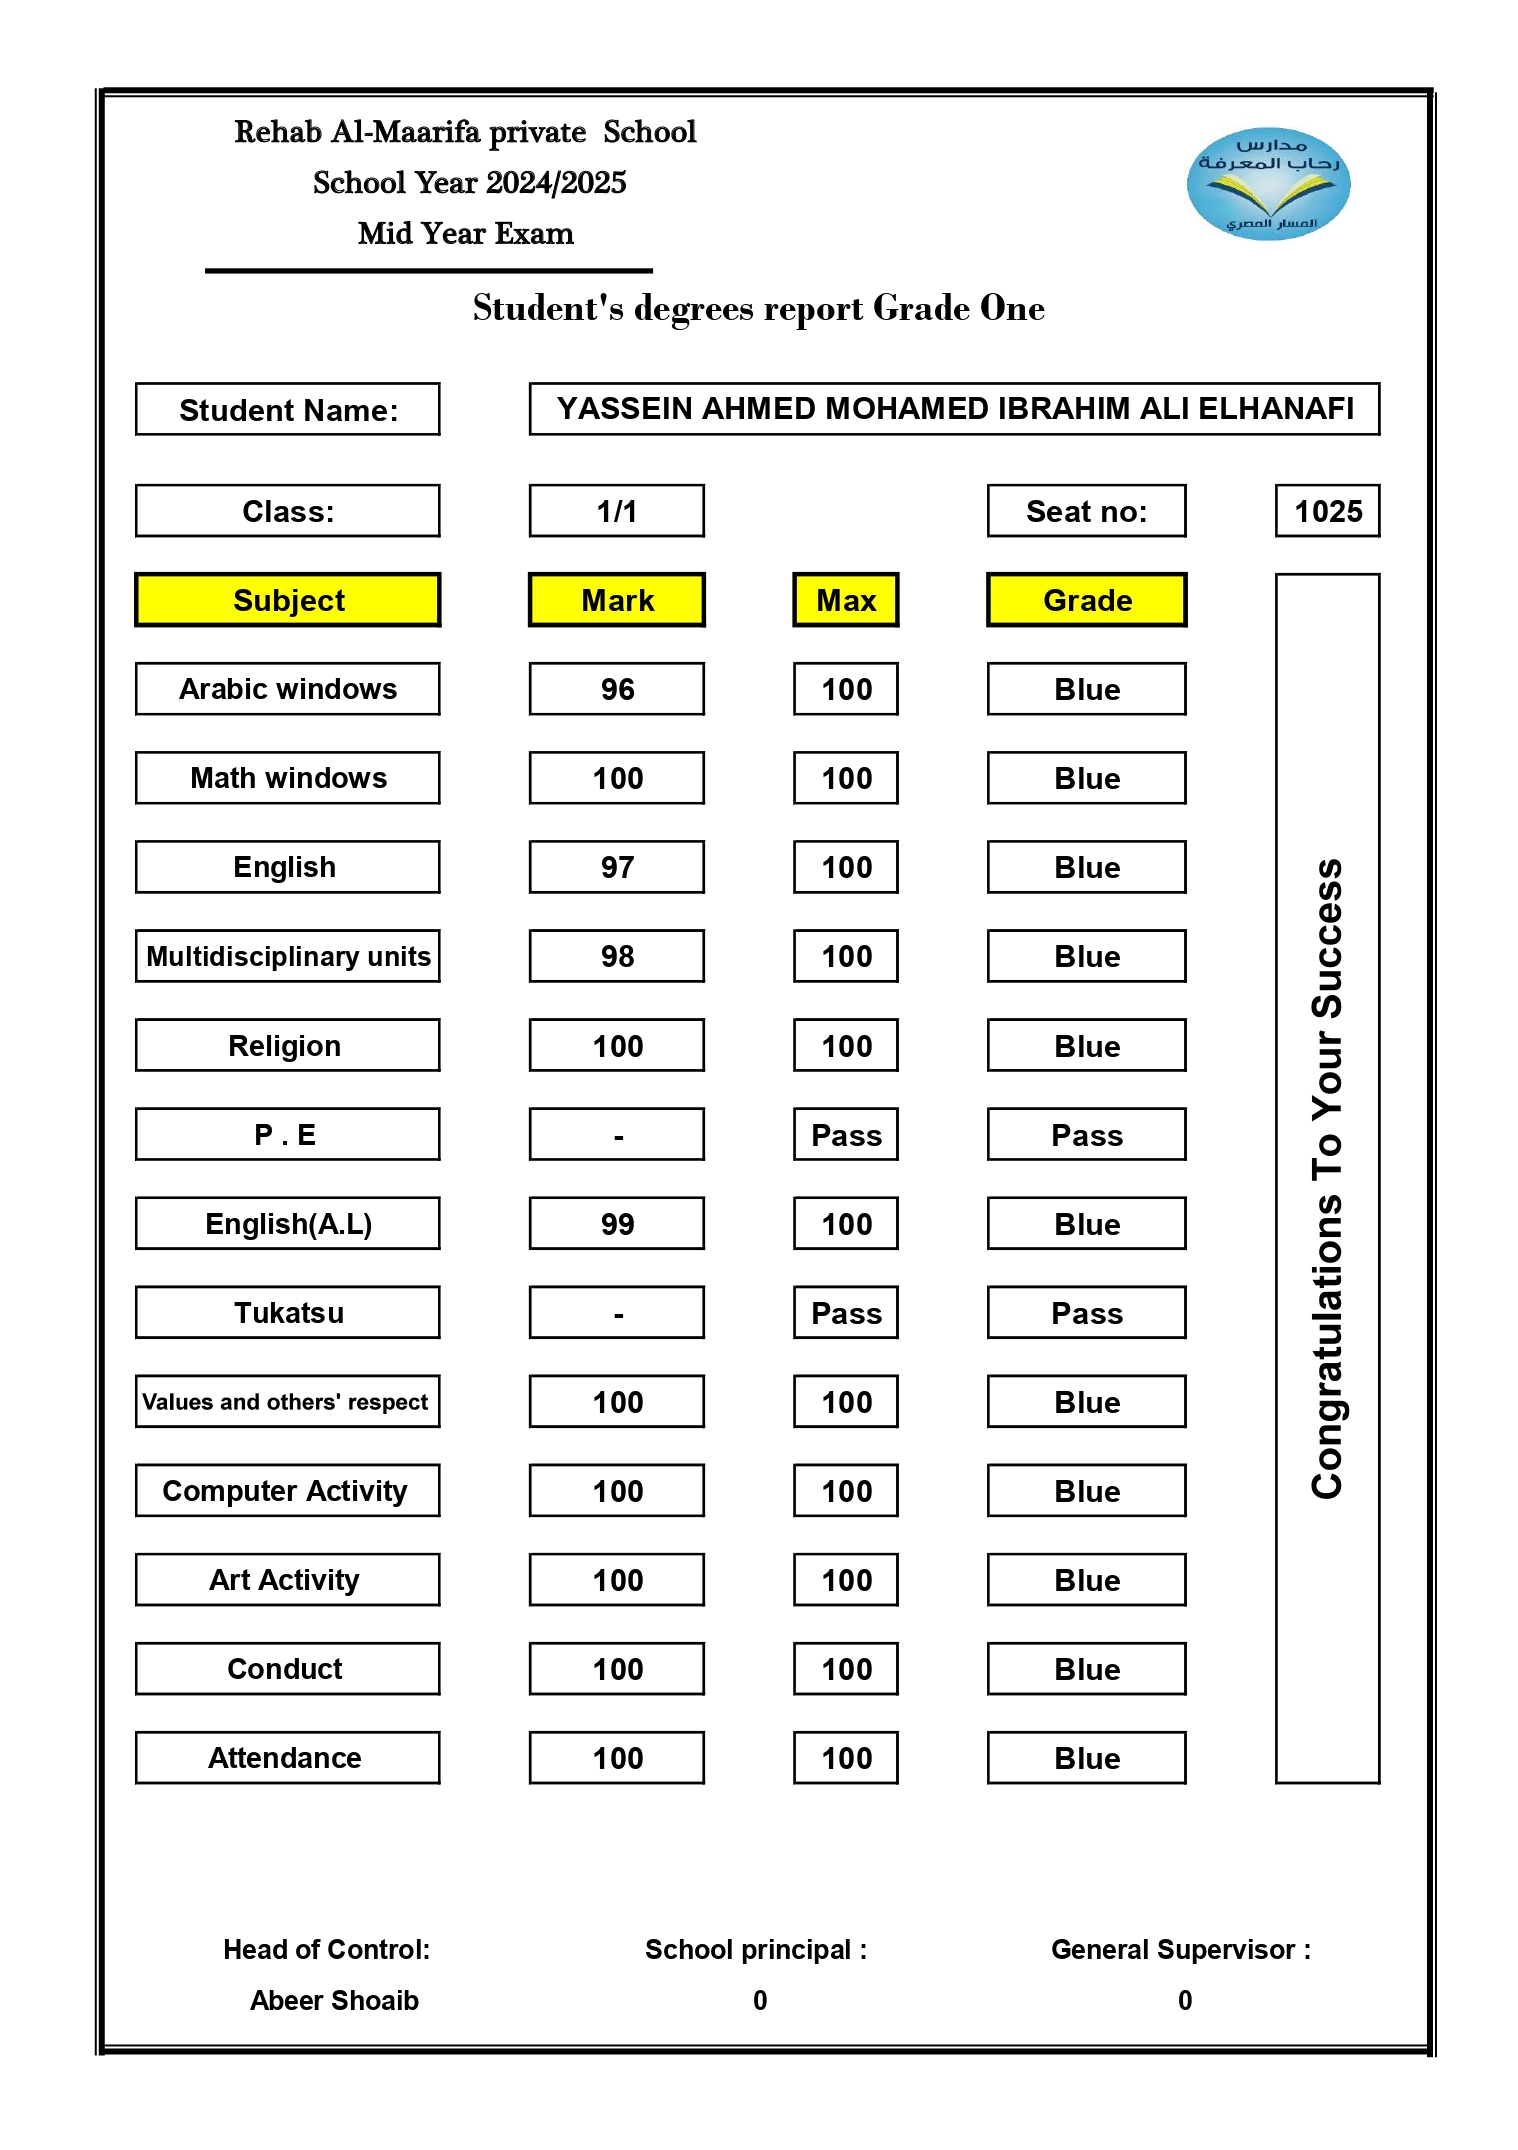 Rehab Al-Maarifa private School
School Year 2024/2025
Mid Year Exam
مدارس
رحاب المعرفة
المسار المصري
Student's degrees report Grade One
Student Name: YASSEIN AHMED MOHAMED IBRAHIM ALI ELHANAFI
Class: 1/1 Seat no: 1025
Subject Mark Max Grade
Arabic windows 96 100 Blue
Math windows 100 100 Blue
English 97 100 Blue
Multidisciplinary units 98 100 Blue
Religion 100 100 Blue
P . E - Pass Pass
English(A.L) 99 100 Blue
Tukatsu - Pass Pass
Values and others' respect 100 100 Blue
Computer Activity 100 100 Blue
Art Activity 100 100 Blue
Conduct 100 100 Blue
Attendance 100 100 Blue
Congratulations To Your Success
Head of Control: School principal : General Supervisor :
Abeer Shoaib 0 0